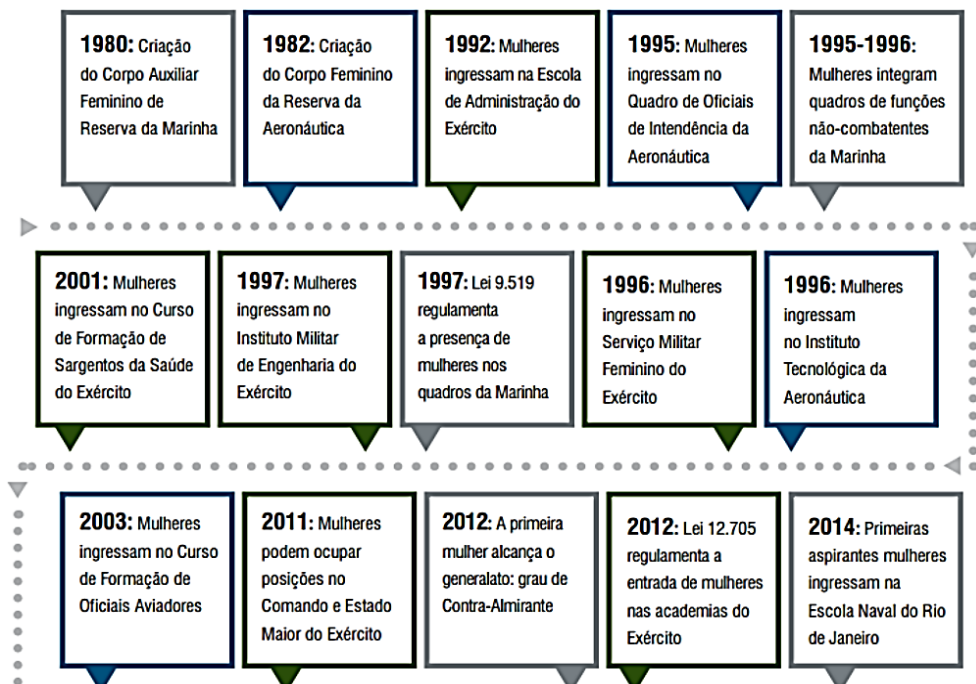 1980: Criação
do Corpo Auxiliar
Feminino de
Reserva da Marinha
1982: Criação
do Corpo Feminino
da Reserva da
Aeronáutica
1992: Mulheres
ingressam na Escola
de Administração do
Exército
1995: Mulheres
ingressam no
Quadro de Oficiais
de Intendência da
Aeronáutica
1995-1996:
Mulheres integram
quadros de funções
não-combatentes
da Marinha
1996: Mulheres
ingressam
no Instituto
Tecnológica da
Aeronáutica
1996: Mulheres
ingressam no
Serviço Militar
Feminino do
Exército
1997: Lei 9.519
regulamenta
a presença de
mulheres nos
quadros da Marinha
1997: Mulheres
ingressam no
Instituto Militar
de Engenharia do
Exército
2001: Mulheres
ingressam no Curso
de Formação de
Sargentos da Saúde
do Exército
2003: Mulheres
ingressam no Curso
de Formação de
Oficiais Aviadores
2011: Mulheres
podem ocupar
posições no
Comando e Estado
Maior do Exército
2012: A primeira
mulher alcança o
generalato: grau de
Contra-Almirante
2012: Lei 12.705
regulamenta a
entrada de mulheres
nas academias do
Exército
2014: Primeiras
aspirantes mulheres
ingressam na
Escola Naval do Rio
de Janeiro